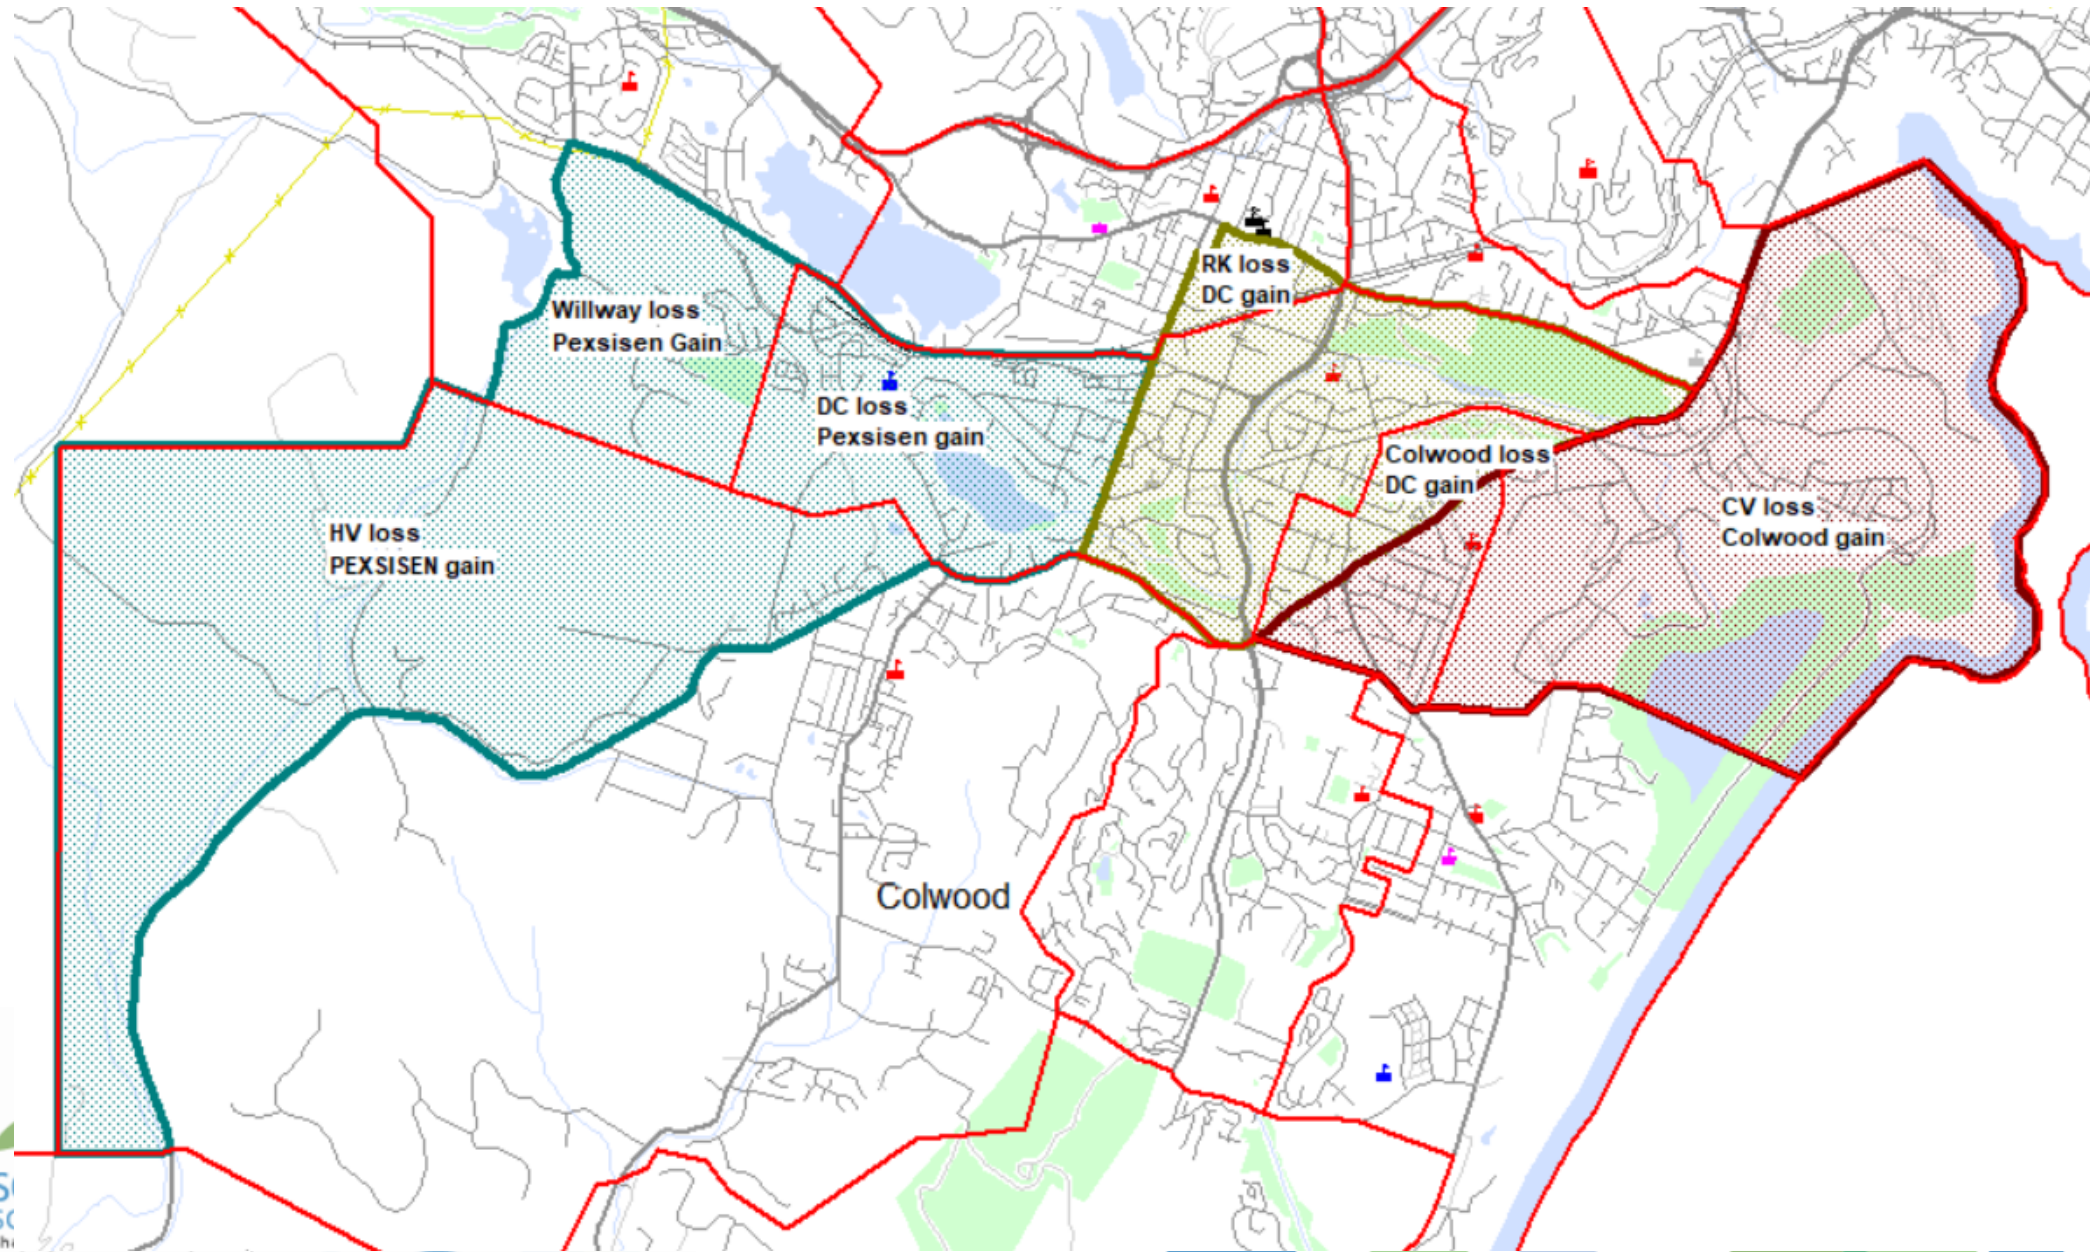 RK loss
DC gain
Willway loss
Pexsisen Gain
DC loss
Pexsisen gain
Colwood loss
DC gain
CV loss
Colwood gain
HV loss
PEXSISEN gain
Colwood